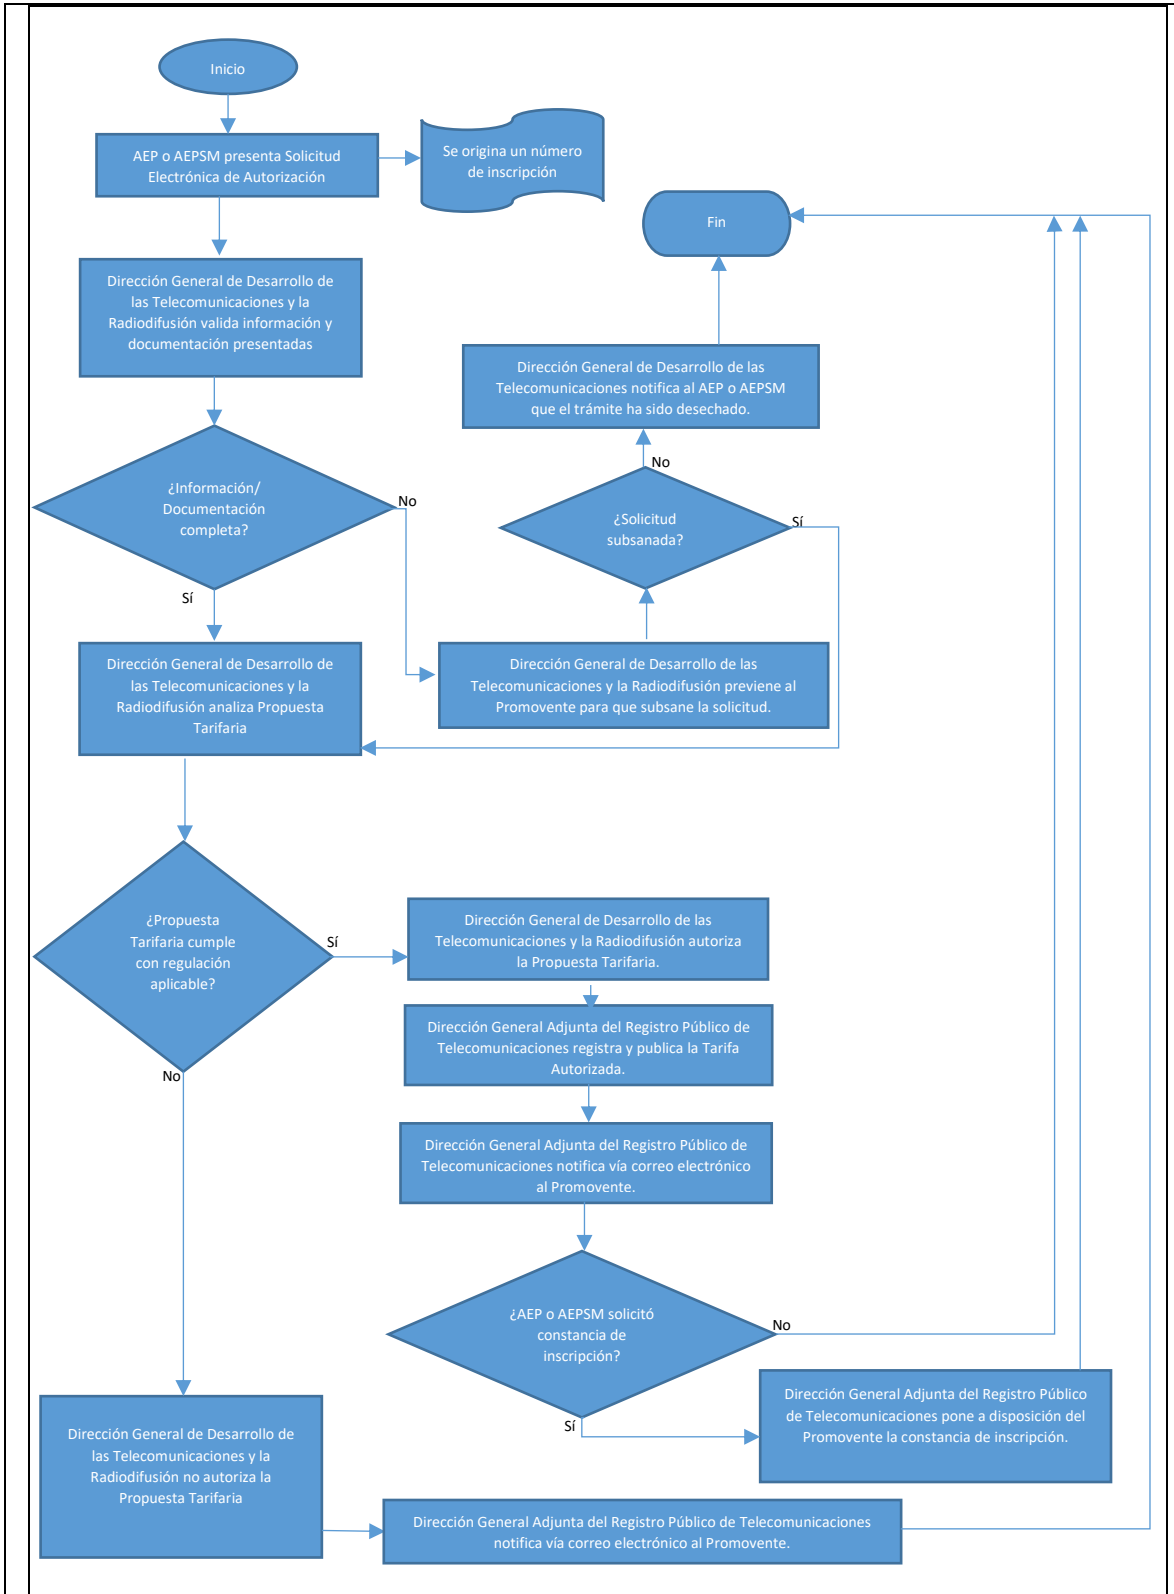 Inicio
AEP o AEPSM presenta Solicitud
Electrónica de Autorización
Se origina un número
de inscripción
Fin
Dirección General de Desarrollo de
las Telecomunicaciones y la
Radiodifusión valida información y
documentación presentadas
Dirección General de Desarrollo de las
Telecomunicaciones notifica al AEP o AEPSM
que el trámite ha sido desechado.
No
¿Información/
Documentación
completa?
No
¿Solicitud
subsanada?
Sí
Sí
Dirección General de Desarrollo de
las Telecomunicaciones y la
Radiodifusión analiza Propuesta
Tarifaria
Dirección General de Desarrollo de las
Telecomunicaciones y la Radiodifusión previene al
Promovente para que subsane la solicitud.
¿Propuesta
Tarifaria cumple
con regulación
aplicable?
Sí
No
Dirección General de Desarrollo de las
Telecomunicaciones y la Radiodifusión autoriza
la Propuesta Tarifaria.
Dirección General Adjunta del Registro Público de
Telecomunicaciones registra y publica la Tarifa
Autorizada.
Dirección General Adjunta del Registro Público de
Telecomunicaciones notifica vía correo electrónico
al Promovente.
¿AEP o AEPSM solicitó
constancia de
inscripción?
No
Sí
Dirección General Adjunta del Registro Público
de Telecomunicaciones pone a disposición del
Promovente la constancia de inscripción.
Dirección General de Desarrollo de
las Telecomunicaciones y la
Radiodifusión no autoriza la
Propuesta Tarifaria
Dirección General Adjunta del Registro Público de Telecomunicaciones
notifica vía correo electrónico al Promovente.